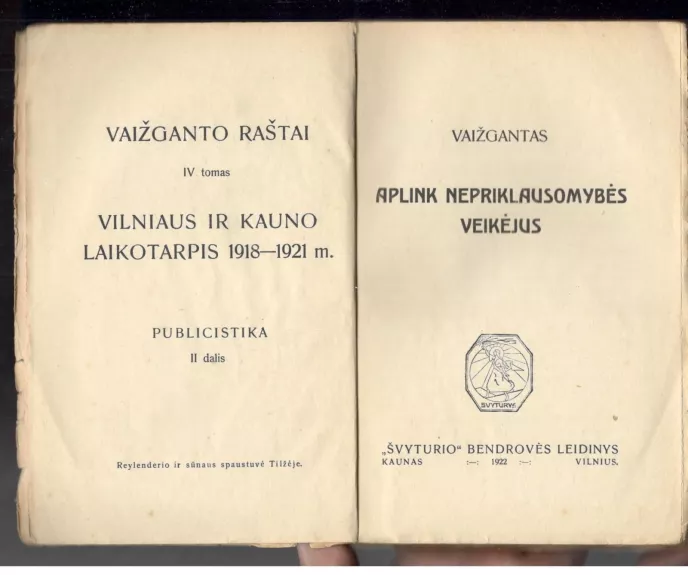 VAIŽGANTO RAŠTAI
IV tomas
VILNIAUS IR KAUNO
LAIKOTARPIS 1918—1921 m.
PUBLICISTIKA
II dalis
Reylenderio ir sūnaus spaustuvė Tilžėje.
VAIŽGANTAS
APLINK NEPRIKLAUSOMYBĖS
VEIKĖJUS
ŠVYTURYS
„ŠVYTURIO“ BENDROVĖS LEIDINYS
KAUNAS :—: 1922 :—: VILNIUS.